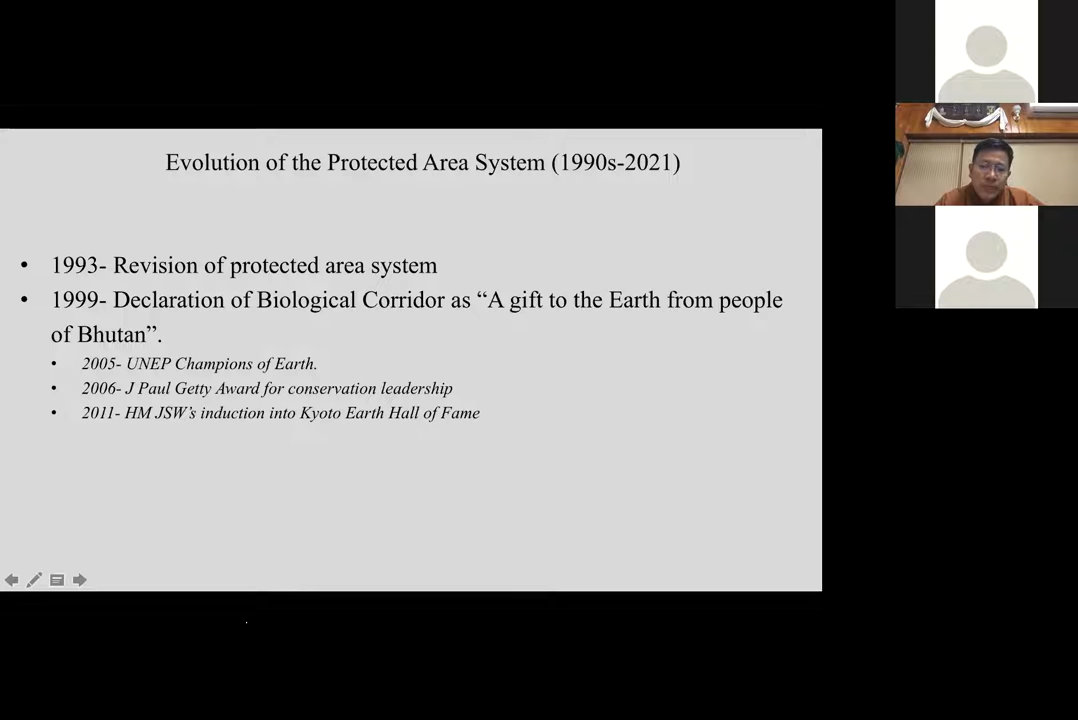 Evolution of the Protected Area System (1990s-2021)
• 1993- Revision of protected area system
• 1999- Declaration of Biological Corridor as “A gift to the Earth from people
of Bhutan”.
• 2005- UNEP Champions of Earth.
• 2006- J Paul Getty Award for conservation leadership
• 2011- HM JSW’s induction into Kyoto Earth Hall of Fame